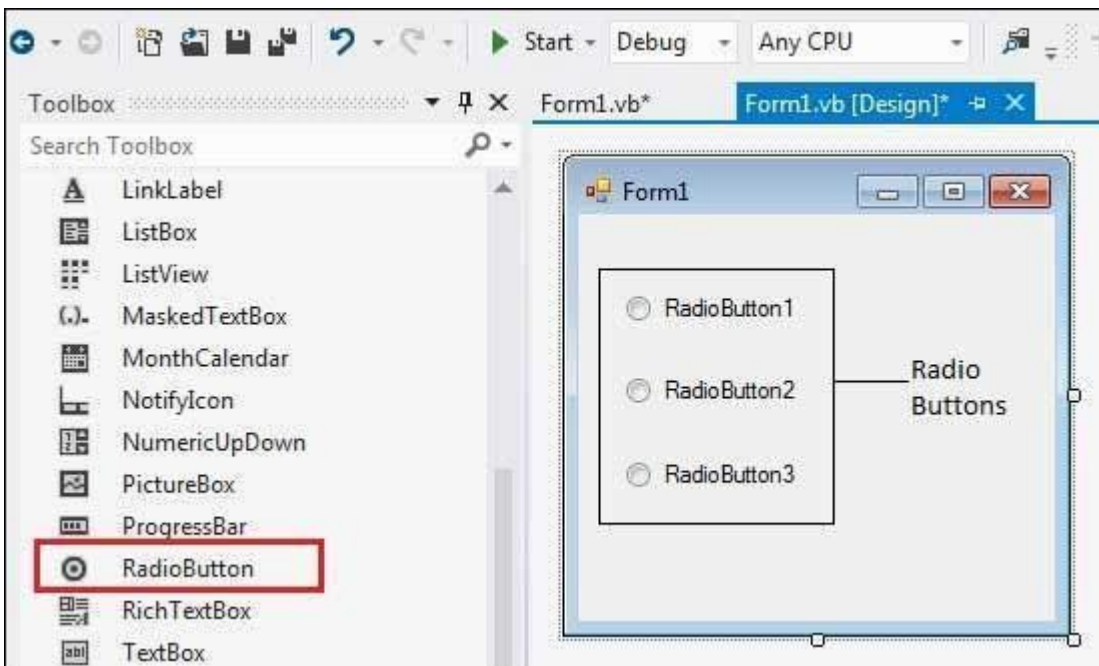 Start Debug Any CPU
Toolbox
Form1.vb* Form1.vb [Design]*
Search Toolbox
LinkLabel
ListBox
ListView
MaskedTextBox
MonthCalendar
NotifyIcon
NumericUpDown
PictureBox
ProgressBar
RadioButton
RichTextBox
TextBox
Form1
RadioButton1
RadioButton2
RadioButton3
Radio
Buttons